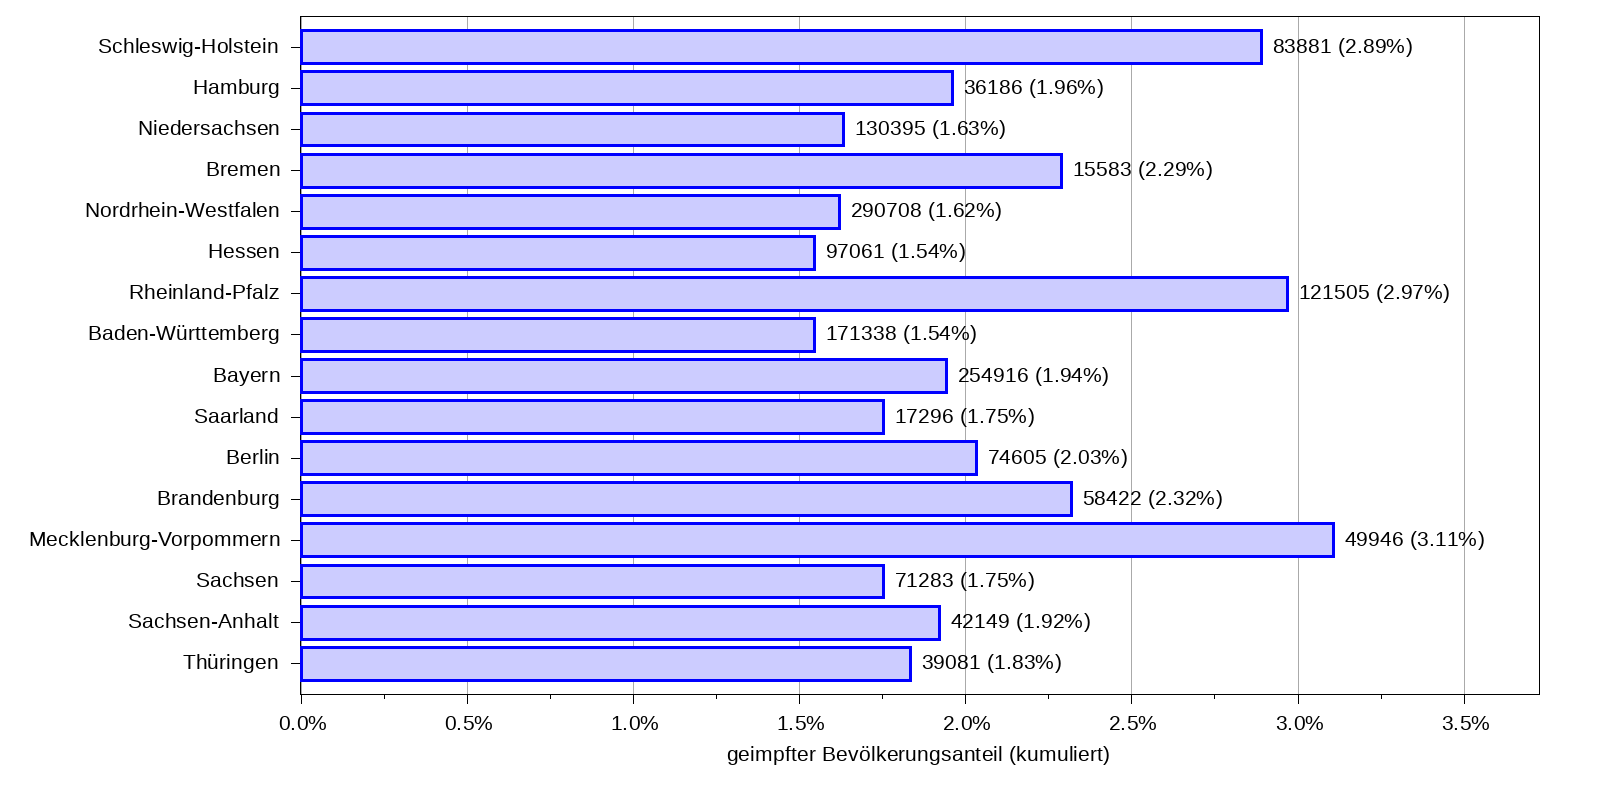 Schleswig-Holstein 83881 (2.89%)
Hamburg 36186 (1.96%)
Niedersachsen 130395 (1.63%)
Bremen 15583 (2.29%)
Nordrhein-Westfalen 290708 (1.62%)
Hessen 97061 (1.54%)
Rheinland-Pfalz 121505 (2.97%)
Baden-Württemberg 171338 (1.54%)
Bayern 254916 (1.94%)
Saarland 17296 (1.75%)
Berlin 74605 (2.03%)
Brandenburg 58422 (2.32%)
Mecklenburg-Vorpommern 49946 (3.11%)
Sachsen 71283 (1.75%)
Sachsen-Anhalt 42149 (1.92%)
Thüringen 39081 (1.83%)
0.0% 0.5% 1.0% 1.5% 2.0% 2.5% 3.0% 3.5%
geimpfter Bevölkerungsanteil (kumuliert)